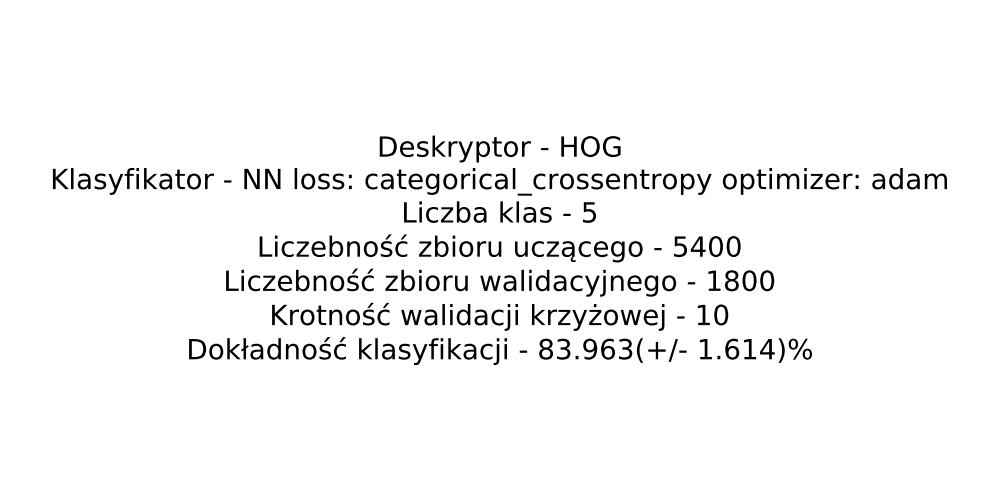 Deskryptor - HOG
Klasyfikator - NN loss: categorical_crossentropy optimizer: adam
Liczba klas - 5
Liczebność zbioru uczącego - 5400
Liczebność zbioru walidacyjnego - 1800
Krotność walidacji krzyżowej - 10
Dokładność klasyfikacji - 83.963(+/- 1.614)%